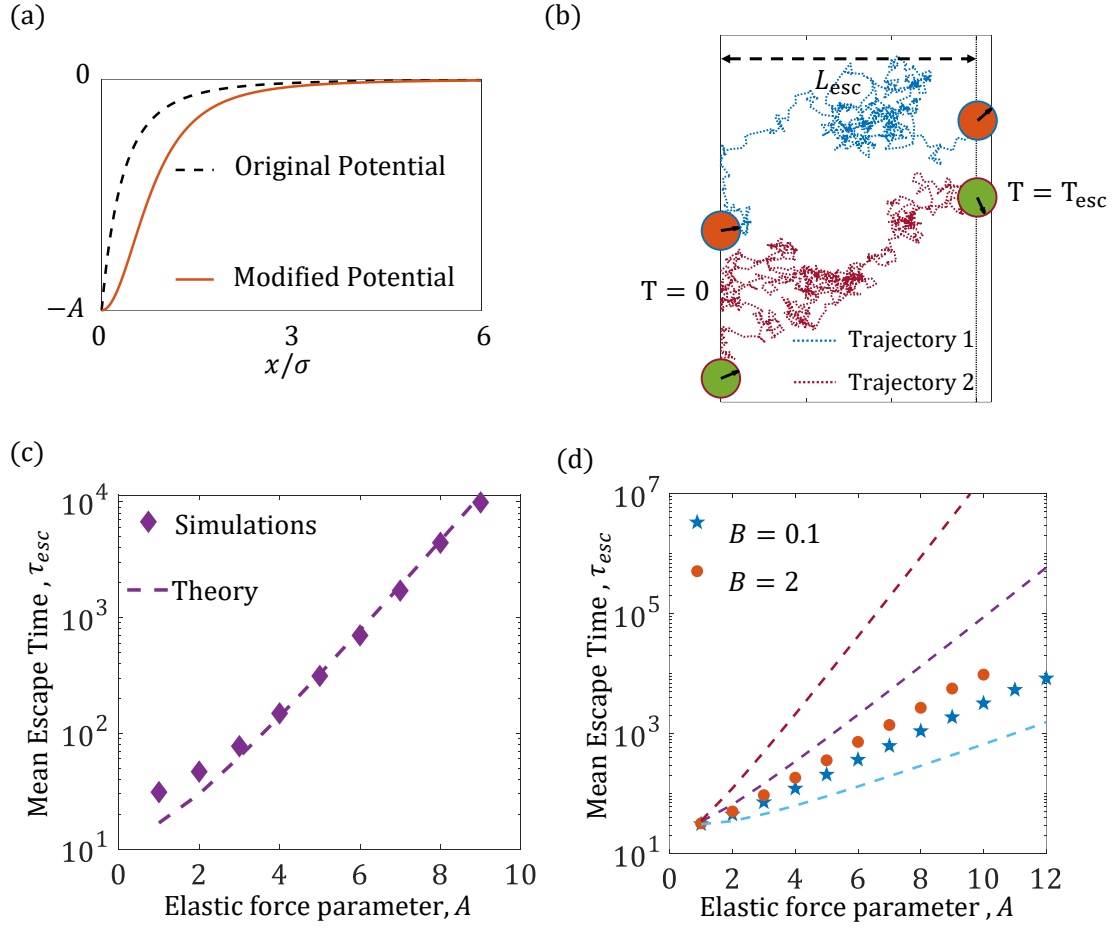 (a)
0
Original Potential
Modified Potential
−A
0
3
6
x/σ
(b)
L_esc
T = T_esc
T = 0
Trajectory 1
Trajectory 2
(c)
10^4
10^3
10^2
10^1
Simulations
Theory
0
2
4
6
8
10
Mean Escape Time , τ_esc
Elastic force parameter, A
(d)
10^7
10^5
10^3
10^1
B = 0.1
B = 2
0
2
4
6
8
10
12
Mean Escape Time , τ_esc
Elastic force parameter , A